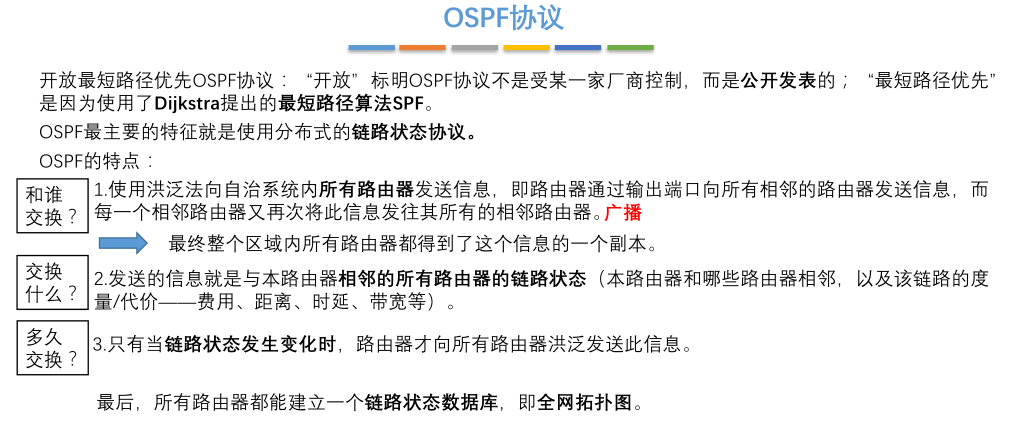 OSPF协议
开放最短路径优先OSPF协议：“开放”标明OSPF协议不是受某一家厂商控制，而是公开发表的；“最短路径优先”
是因为使用了Dijkstra提出的最短路径算法SPF。
OSPF最主要的特征就是使用分布式的链路状态协议。
OSPF的特点：
和谁
交换？
1.使用洪泛法向自治系统内所有路由器发送信息，即路由器通过输出端口向所有相邻的路由器发送信息，而
每一个相邻路由器又再次将此信息发往其所有的相邻路由器。广播
最终整个区域内所有路由器都得到了这个信息的一个副本。
交换
什么？
2.发送的信息就是与本路由器相邻的所有路由器的链路状态（本路由器和哪些路由器相邻，以及该链路的度
量/代价——费用、距离、时延、带宽等）。
多久
交换？
3.只有当链路状态发生变化时，路由器才向所有路由器洪泛发送此信息。
最后，所有路由器都能建立一个链路状态数据库，即全网拓扑图。